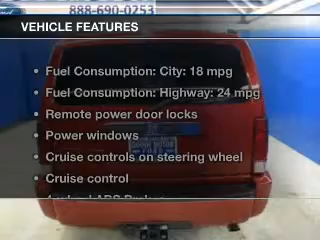 888-690-0253
VEHICLE FEATURES
• Fuel Consumption: City: 18 mpg
• Fuel Consumption: Highway: 24 mpg
• Remote power door locks
• Power windows
• Cruise controls on steering wheel
• Cruise control